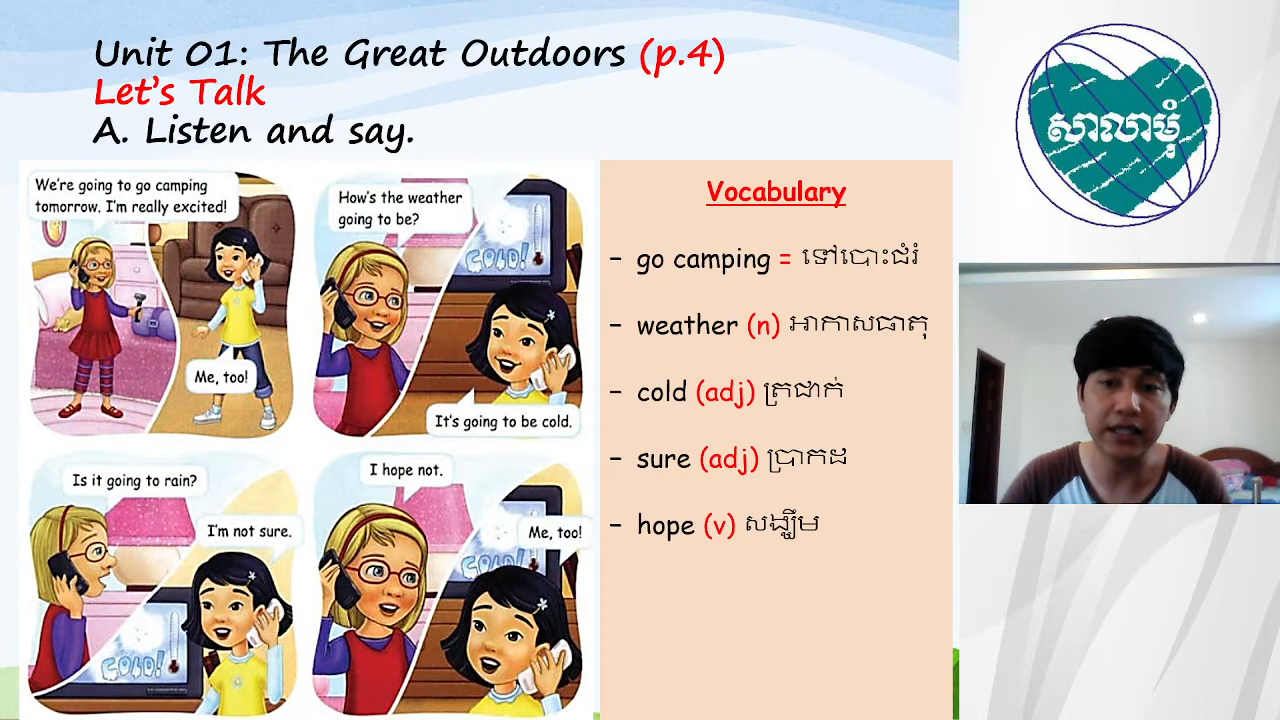 Unit 01: The Great Outdoors (p.4)
Let's Talk
A. Listen and say.
We're going to go camping
tomorrow. I'm really excited!
Me, too!
How's the weather
going to be?
COLD!
It's going to be cold.
Is it going to rain?
I'm not sure.
COLD!
I hope not.
Me, too!
COLD!
Vocabulary
- go camping = ទៅបោះជំរំ
- weather (n) អាកាសធាតុ
- cold (adj) ត្រជាក់
- sure (adj) ប្រាកដ
- hope (v) សង្ឃឹម
សាលាមុំ